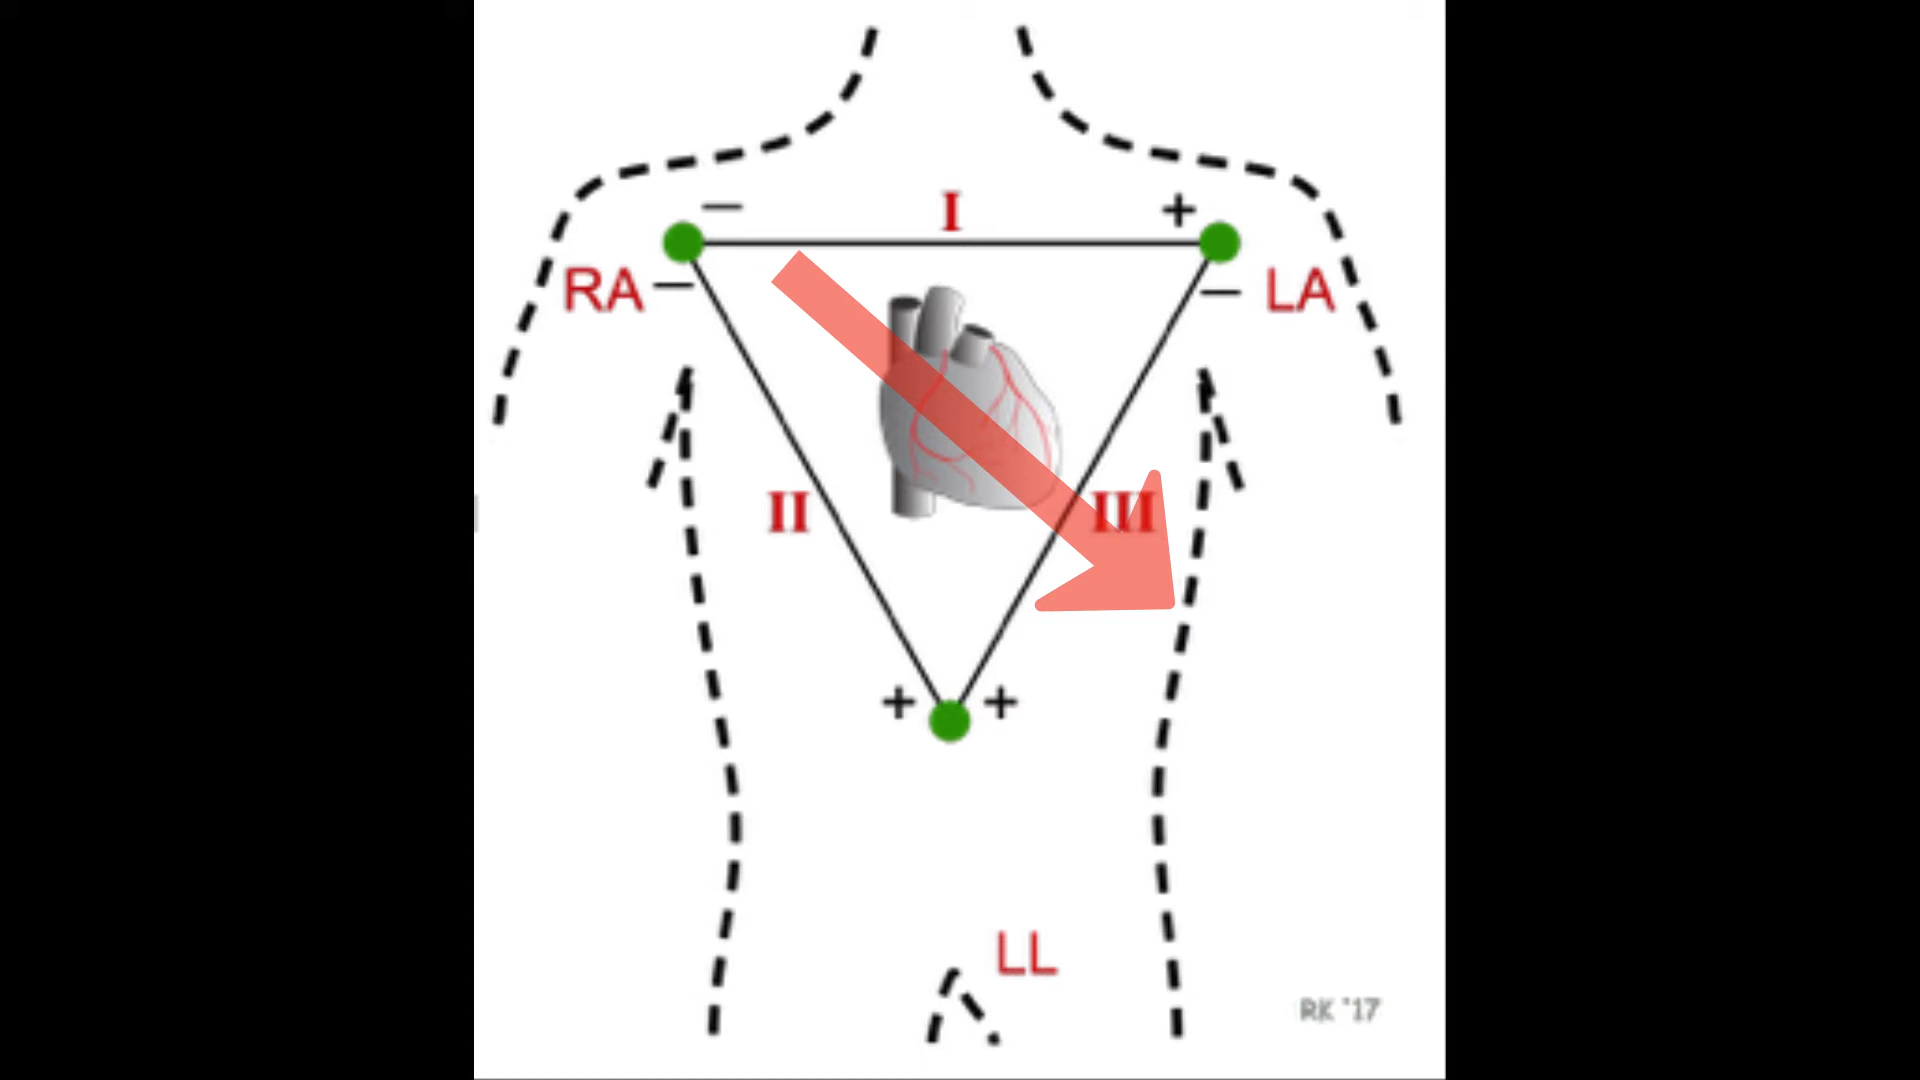 − I +
RA − − LA
II III
+ +
LL
RK '17